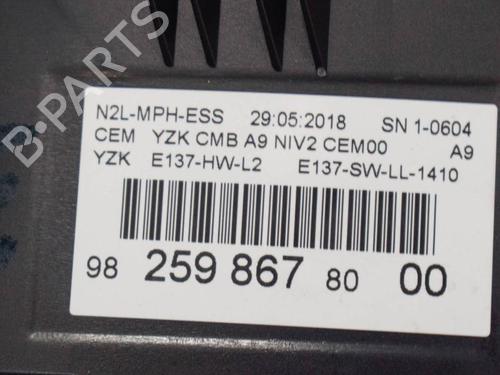 B-PARTS
N2L-MPH-ESS 29:05:2018 SN 1-0604
CEM YZK CMB A9 NIV2 CEM00 A9
YZK E137-HW-L2 E137-SW-LL-1410
98 259 867 80 00